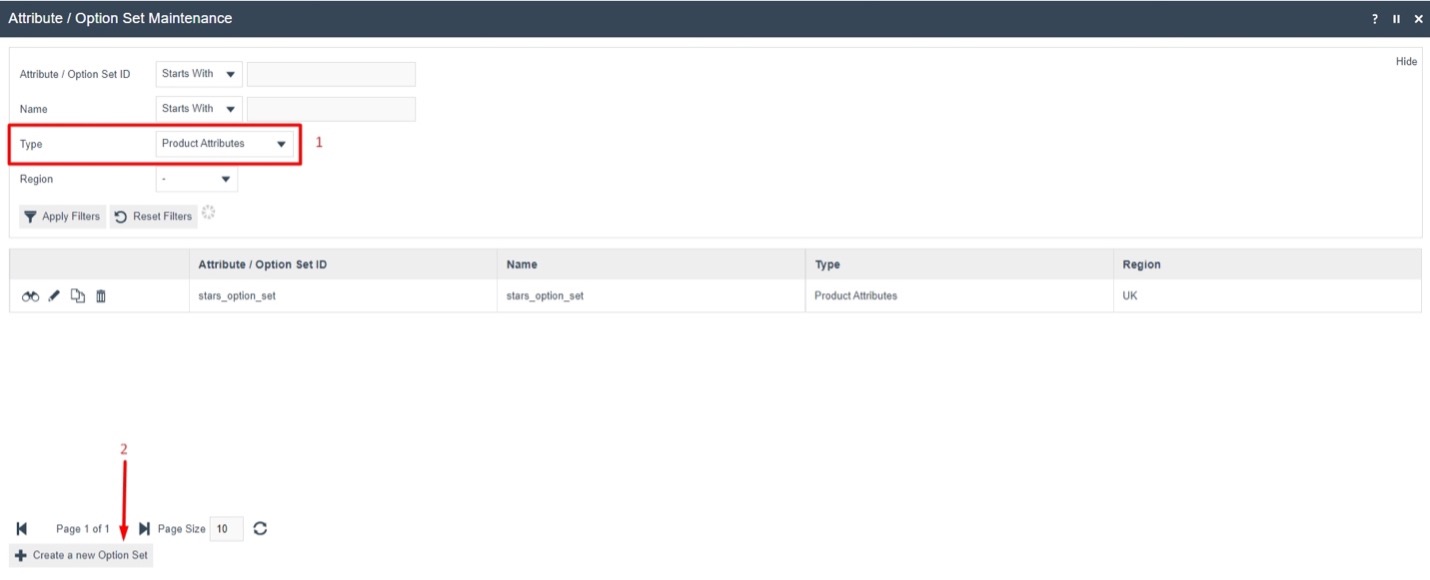 Attribute / Option Set Maintenance ?
Hide
Attribute / Option Set ID Starts With
Name Starts With
Type Product Attributes 1
Region -
Apply Filters Reset Filters
Attribute / Option Set ID Name Type Region
stars_option_set stars_option_set Product Attributes UK
2
Page 1 of 1 Page Size 10
Create a new Option Set